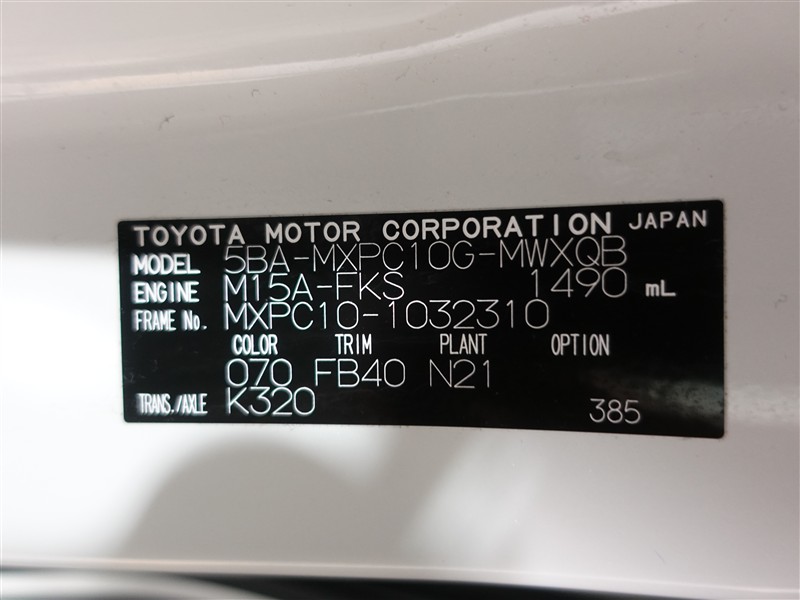 TOYOTA MOTOR CORPORATION JAPAN
MODEL 5BA-MXPC10G-MWXQB
ENGINE M15A-FKS 1490 mL
FRAME No. MXPC10-1032310
COLOR TRIM PLANT OPTION
070 FB40 N21
TRANS./AXLE K320 385